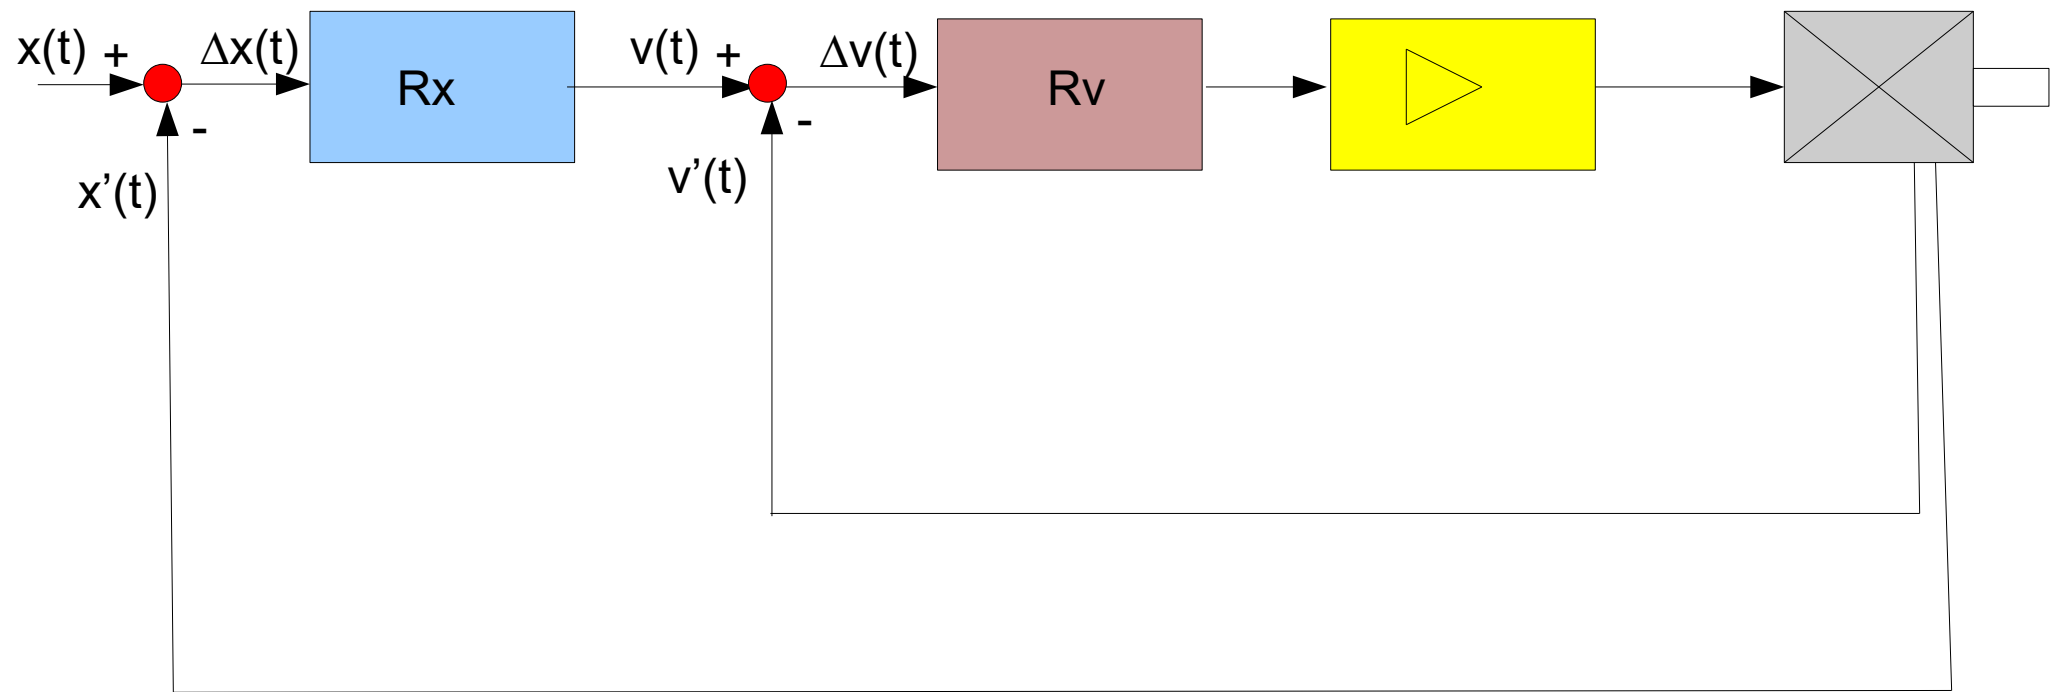 x(t) +
Δx(t)
Rx
v(t) +
Δv(t)
Rv
-
x’(t)
-
v’(t)